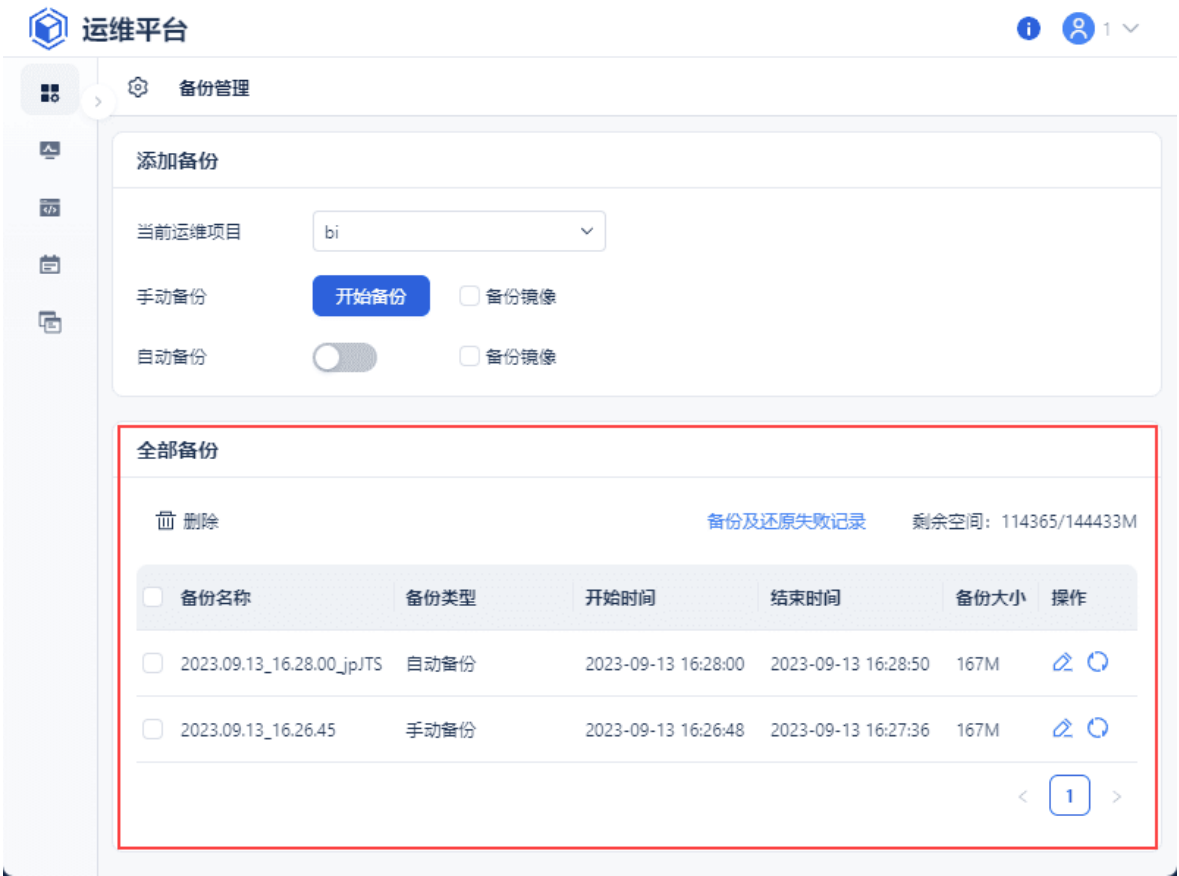 运维平台
1
备份管理
添加备份
当前运维项目 bi
手动备份 开始备份 备份镜像
自动备份 备份镜像
全部备份
删除 备份及还原失败记录 剩余空间：114365/144433M
备份名称 备份类型 开始时间 结束时间 备份大小 操作
2023.09.13_16.28.00_jpJTS 自动备份 2023-09-13 16:28:00 2023-09-13 16:28:50 167M
2023.09.13_16.26.45 手动备份 2023-09-13 16:26:48 2023-09-13 16:27:36 167M
< 1 >